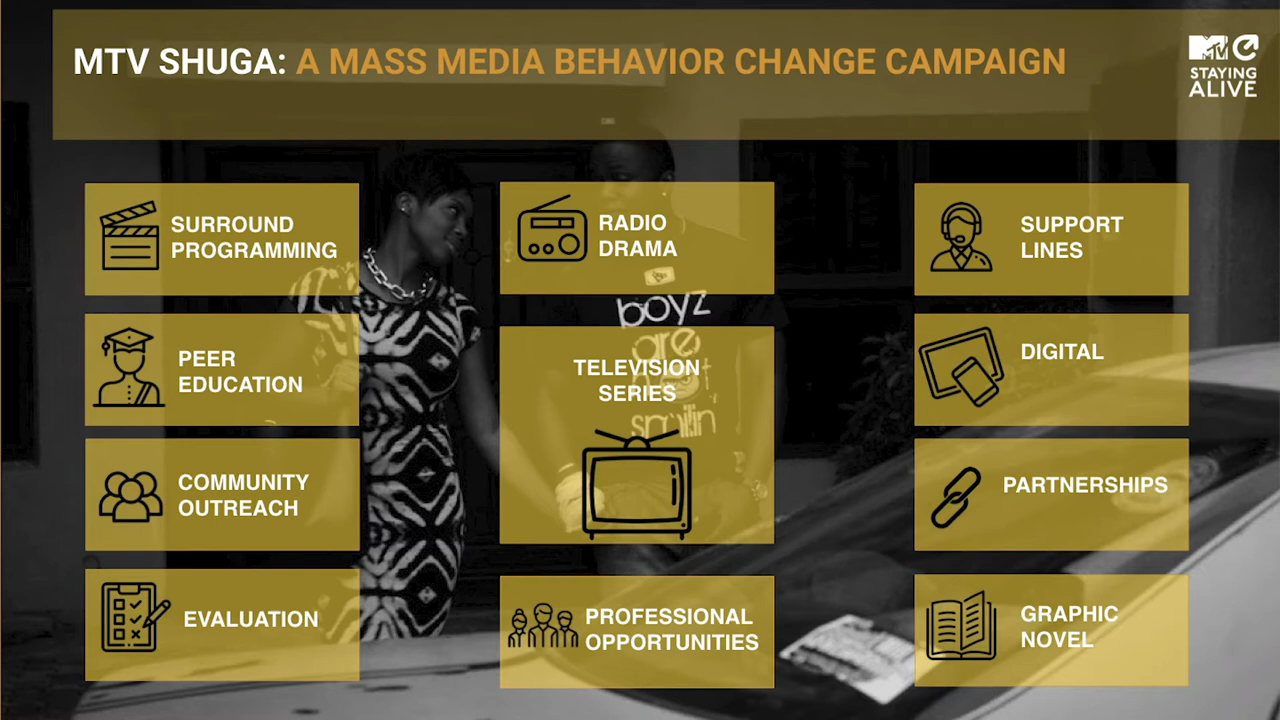 MTV SHUGA: A MASS MEDIA BEHAVIOR CHANGE CAMPAIGN
MTV
STAYING
ALIVE
SURROUND
PROGRAMMING
PEER
EDUCATION
COMMUNITY
OUTREACH
EVALUATION
RADIO
DRAMA
boyz
are
smilin'
TELEVISION
SERIES
PROFESSIONAL
OPPORTUNITIES
SUPPORT
LINES
DIGITAL
PARTNERSHIPS
GRAPHIC
NOVEL